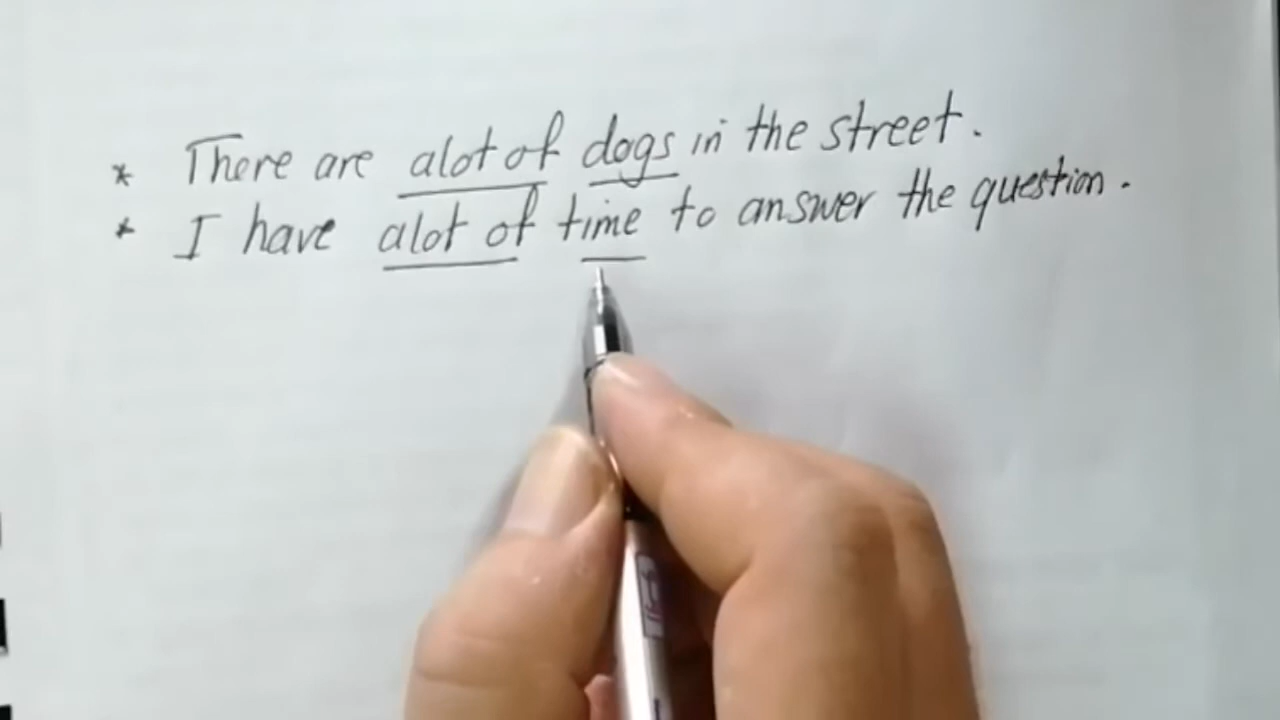 * There are alot of dogs in the street.
* I have alot of time to answer the question.